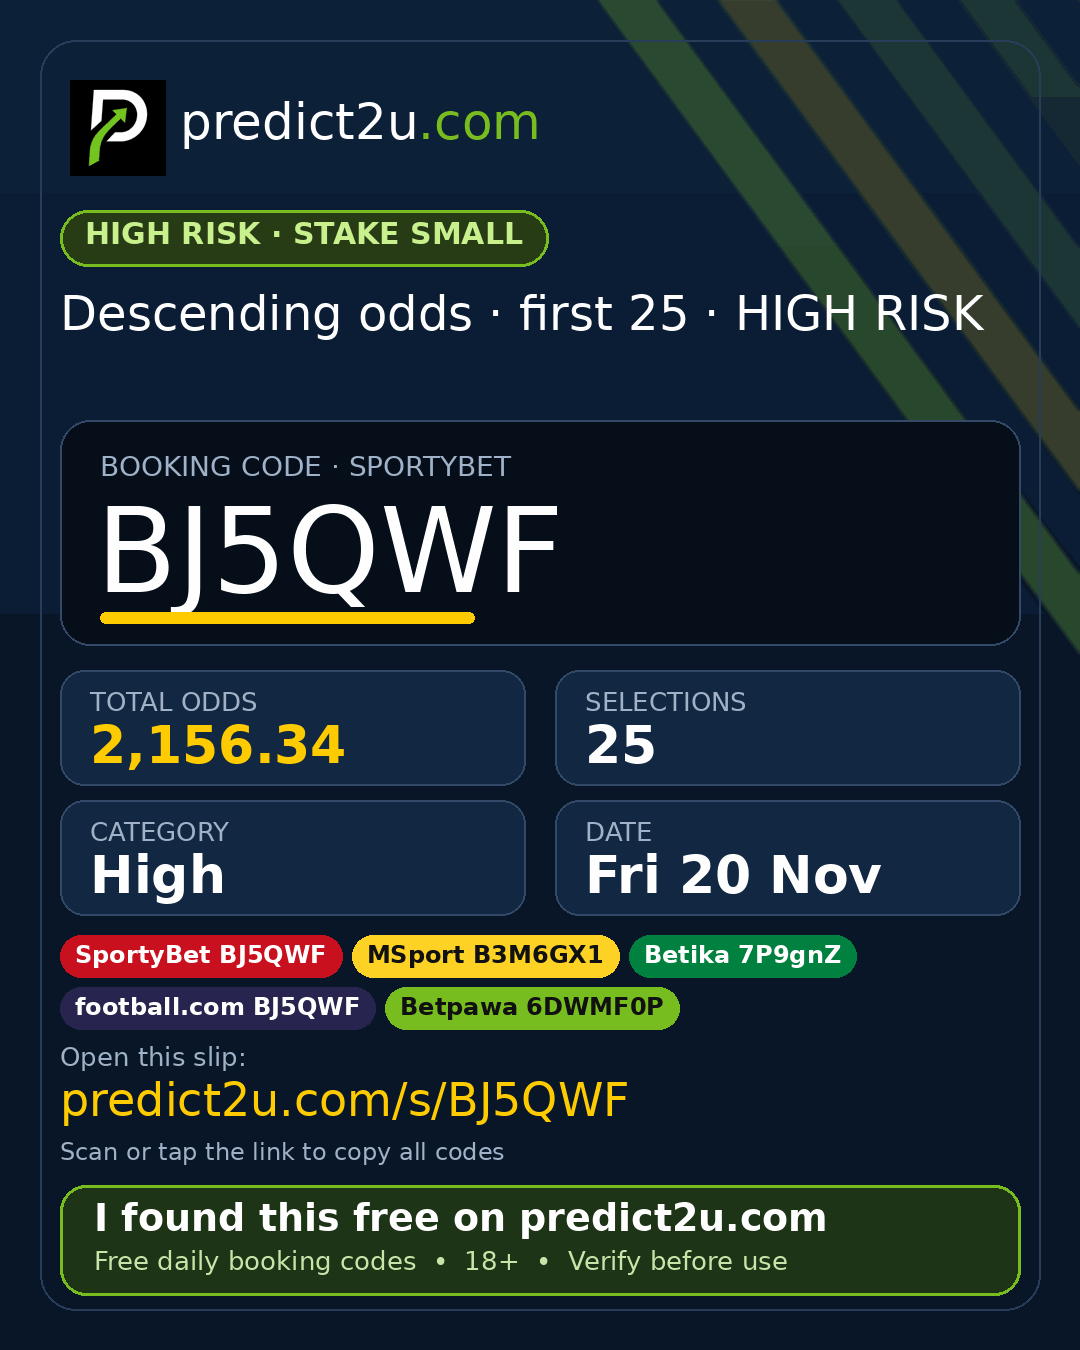 predict2u.com
HIGH RISK · STAKE SMALL
Descending odds · first 25 · HIGH RISK
BOOKING CODE · SPORTYBET
BJ5QWF
TOTAL ODDS
2,156.34
SELECTIONS
25
CATEGORY
High
DATE
Fri 20 Nov
SportyBet BJ5QWF
MSport B3M6GX1
Betika 7P9gnZ
football.com BJ5QWF
Betpawa 6DWMF0P
Open this slip:
predict2u.com/s/BJ5QWF
Scan or tap the link to copy all codes
I found this free on predict2u.com
Free daily booking codes • 18+ • Verify before use